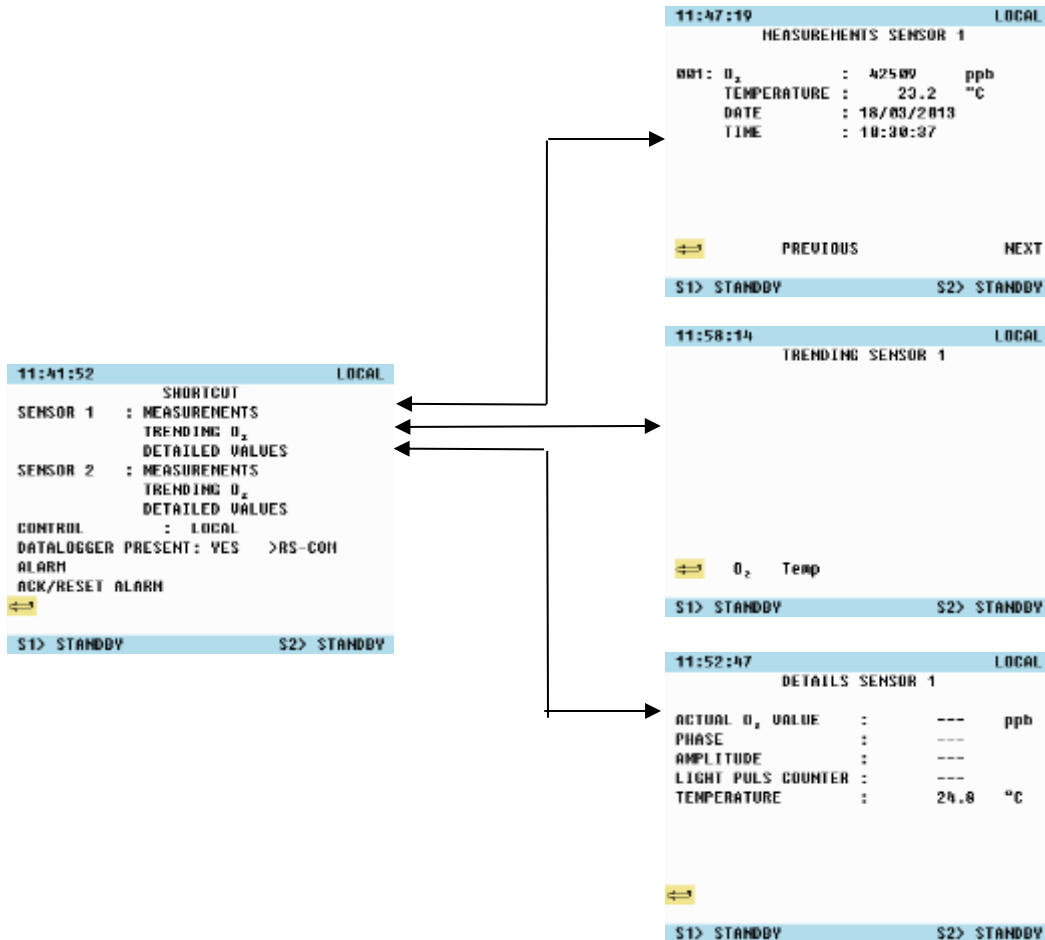 11:41:52 LOCAL
SHORTCUT
SENSOR 1 : MEASUREMENTS
TRENDING O₂
DETAILED VALUES
SENSOR 2 : MEASUREMENTS
TRENDING O₂
DETAILED VALUES
CONTROL : LOCAL
DATALOGGER PRESENT: YES >RS-COM
ALARM
ACK/RESET ALARM
S1> STANDBY S2> STANDBY
11:47:19 LOCAL
MEASUREMENTS SENSOR 1
001: O₂ : 42509 ppb
TEMPERATURE : 23.2 °C
DATE : 18/03/2013
TIME : 10:30:37
PREVIOUS NEXT
S1> STANDBY S2> STANDBY
11:58:14 LOCAL
TRENDING SENSOR 1
O₂ Temp
S1> STANDBY S2> STANDBY
11:52:47 LOCAL
DETAILS SENSOR 1
ACTUAL O₂ VALUE : --- ppb
PHASE : ---
AMPLITUDE : ---
LIGHT PULS COUNTER : ---
TEMPERATURE : 24.8 °C
S1> STANDBY S2> STANDBY